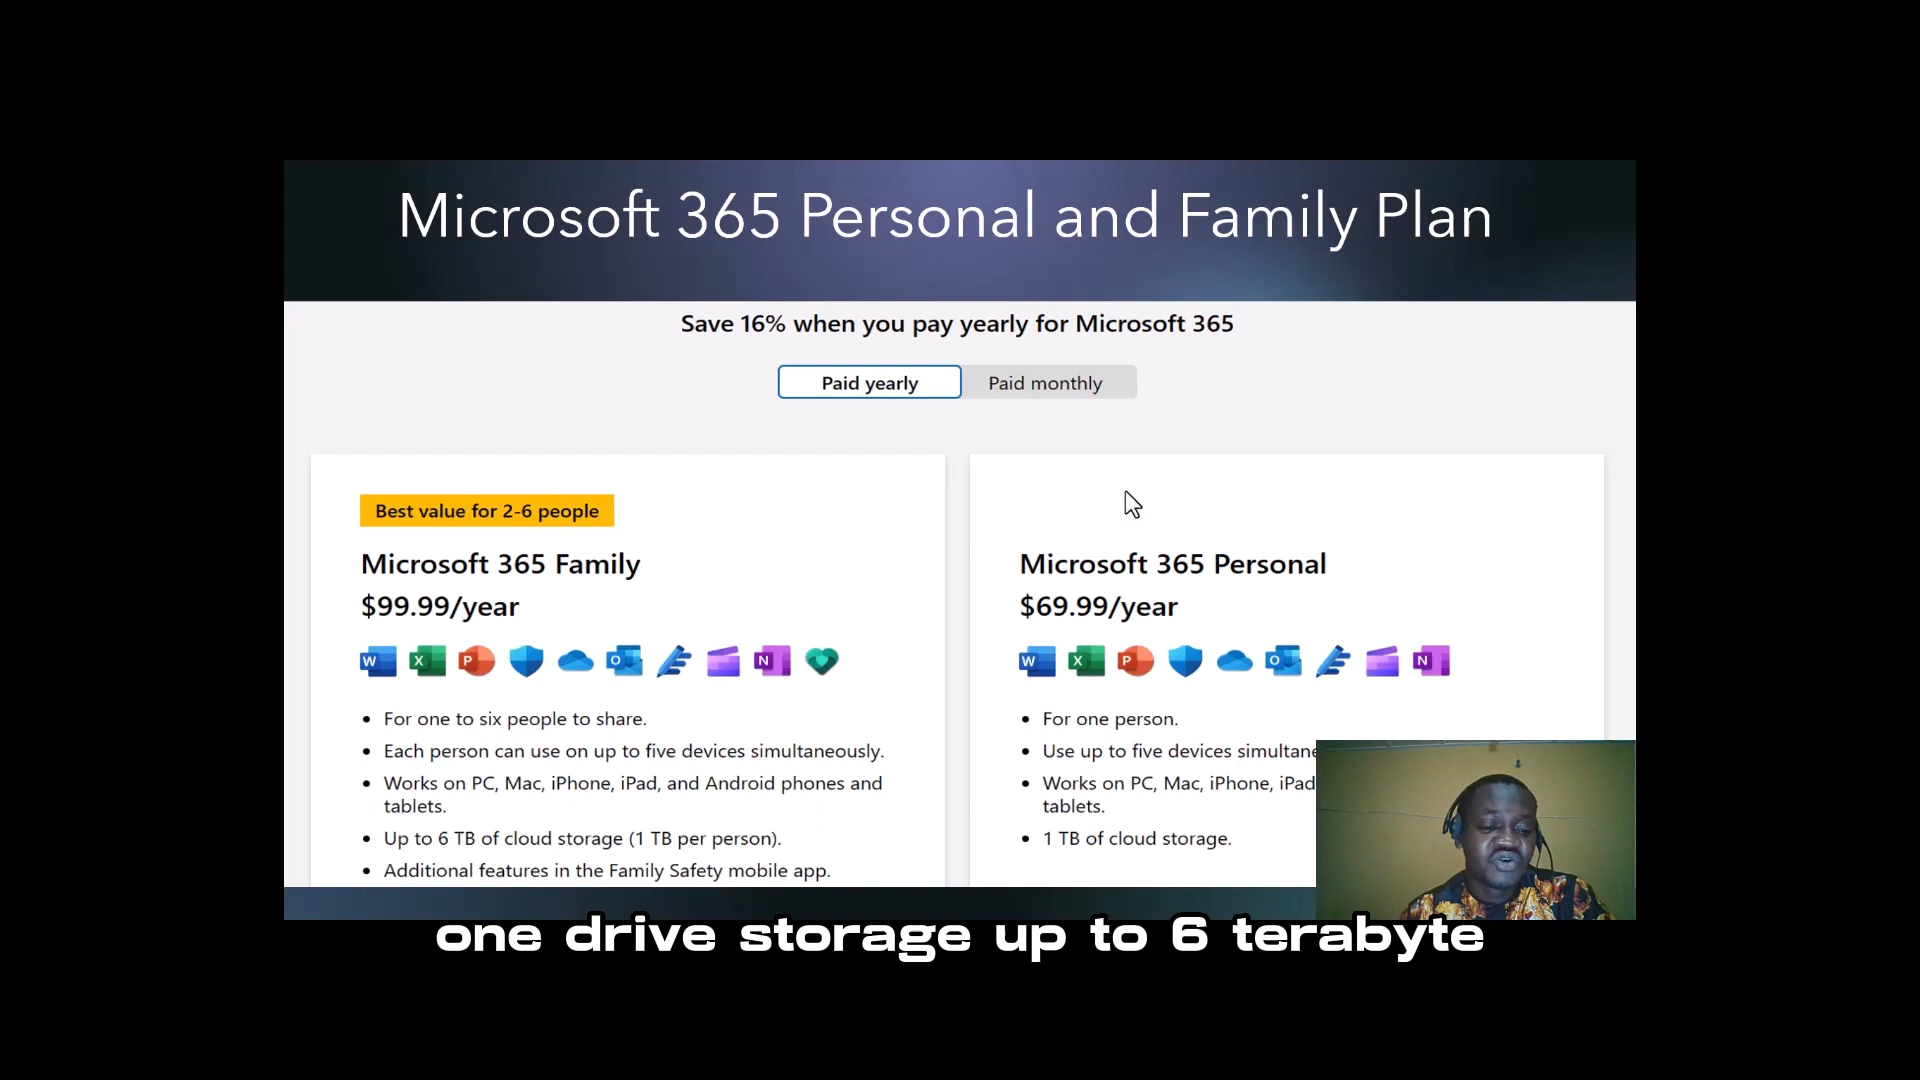 Microsoft 365 Personal and Family Plan
Save 16% when you pay yearly for Microsoft 365
Paid yearly
Paid monthly
Best value for 2-6 people
Microsoft 365 Family
$99.99/year
W X P O N
• For one to six people to share.
• Each person can use on up to five devices simultaneously.
• Works on PC, Mac, iPhone, iPad, and Android phones and
tablets.
• Up to 6 TB of cloud storage (1 TB per person).
• Additional features in the Family Safety mobile app.
Microsoft 365 Personal
$69.99/year
W X P O N
• For one person.
• Use up to five devices simultane
• Works on PC, Mac, iPhone, iPad
tablets.
• 1 TB of cloud storage.
one drive storage up to 6 terabyte